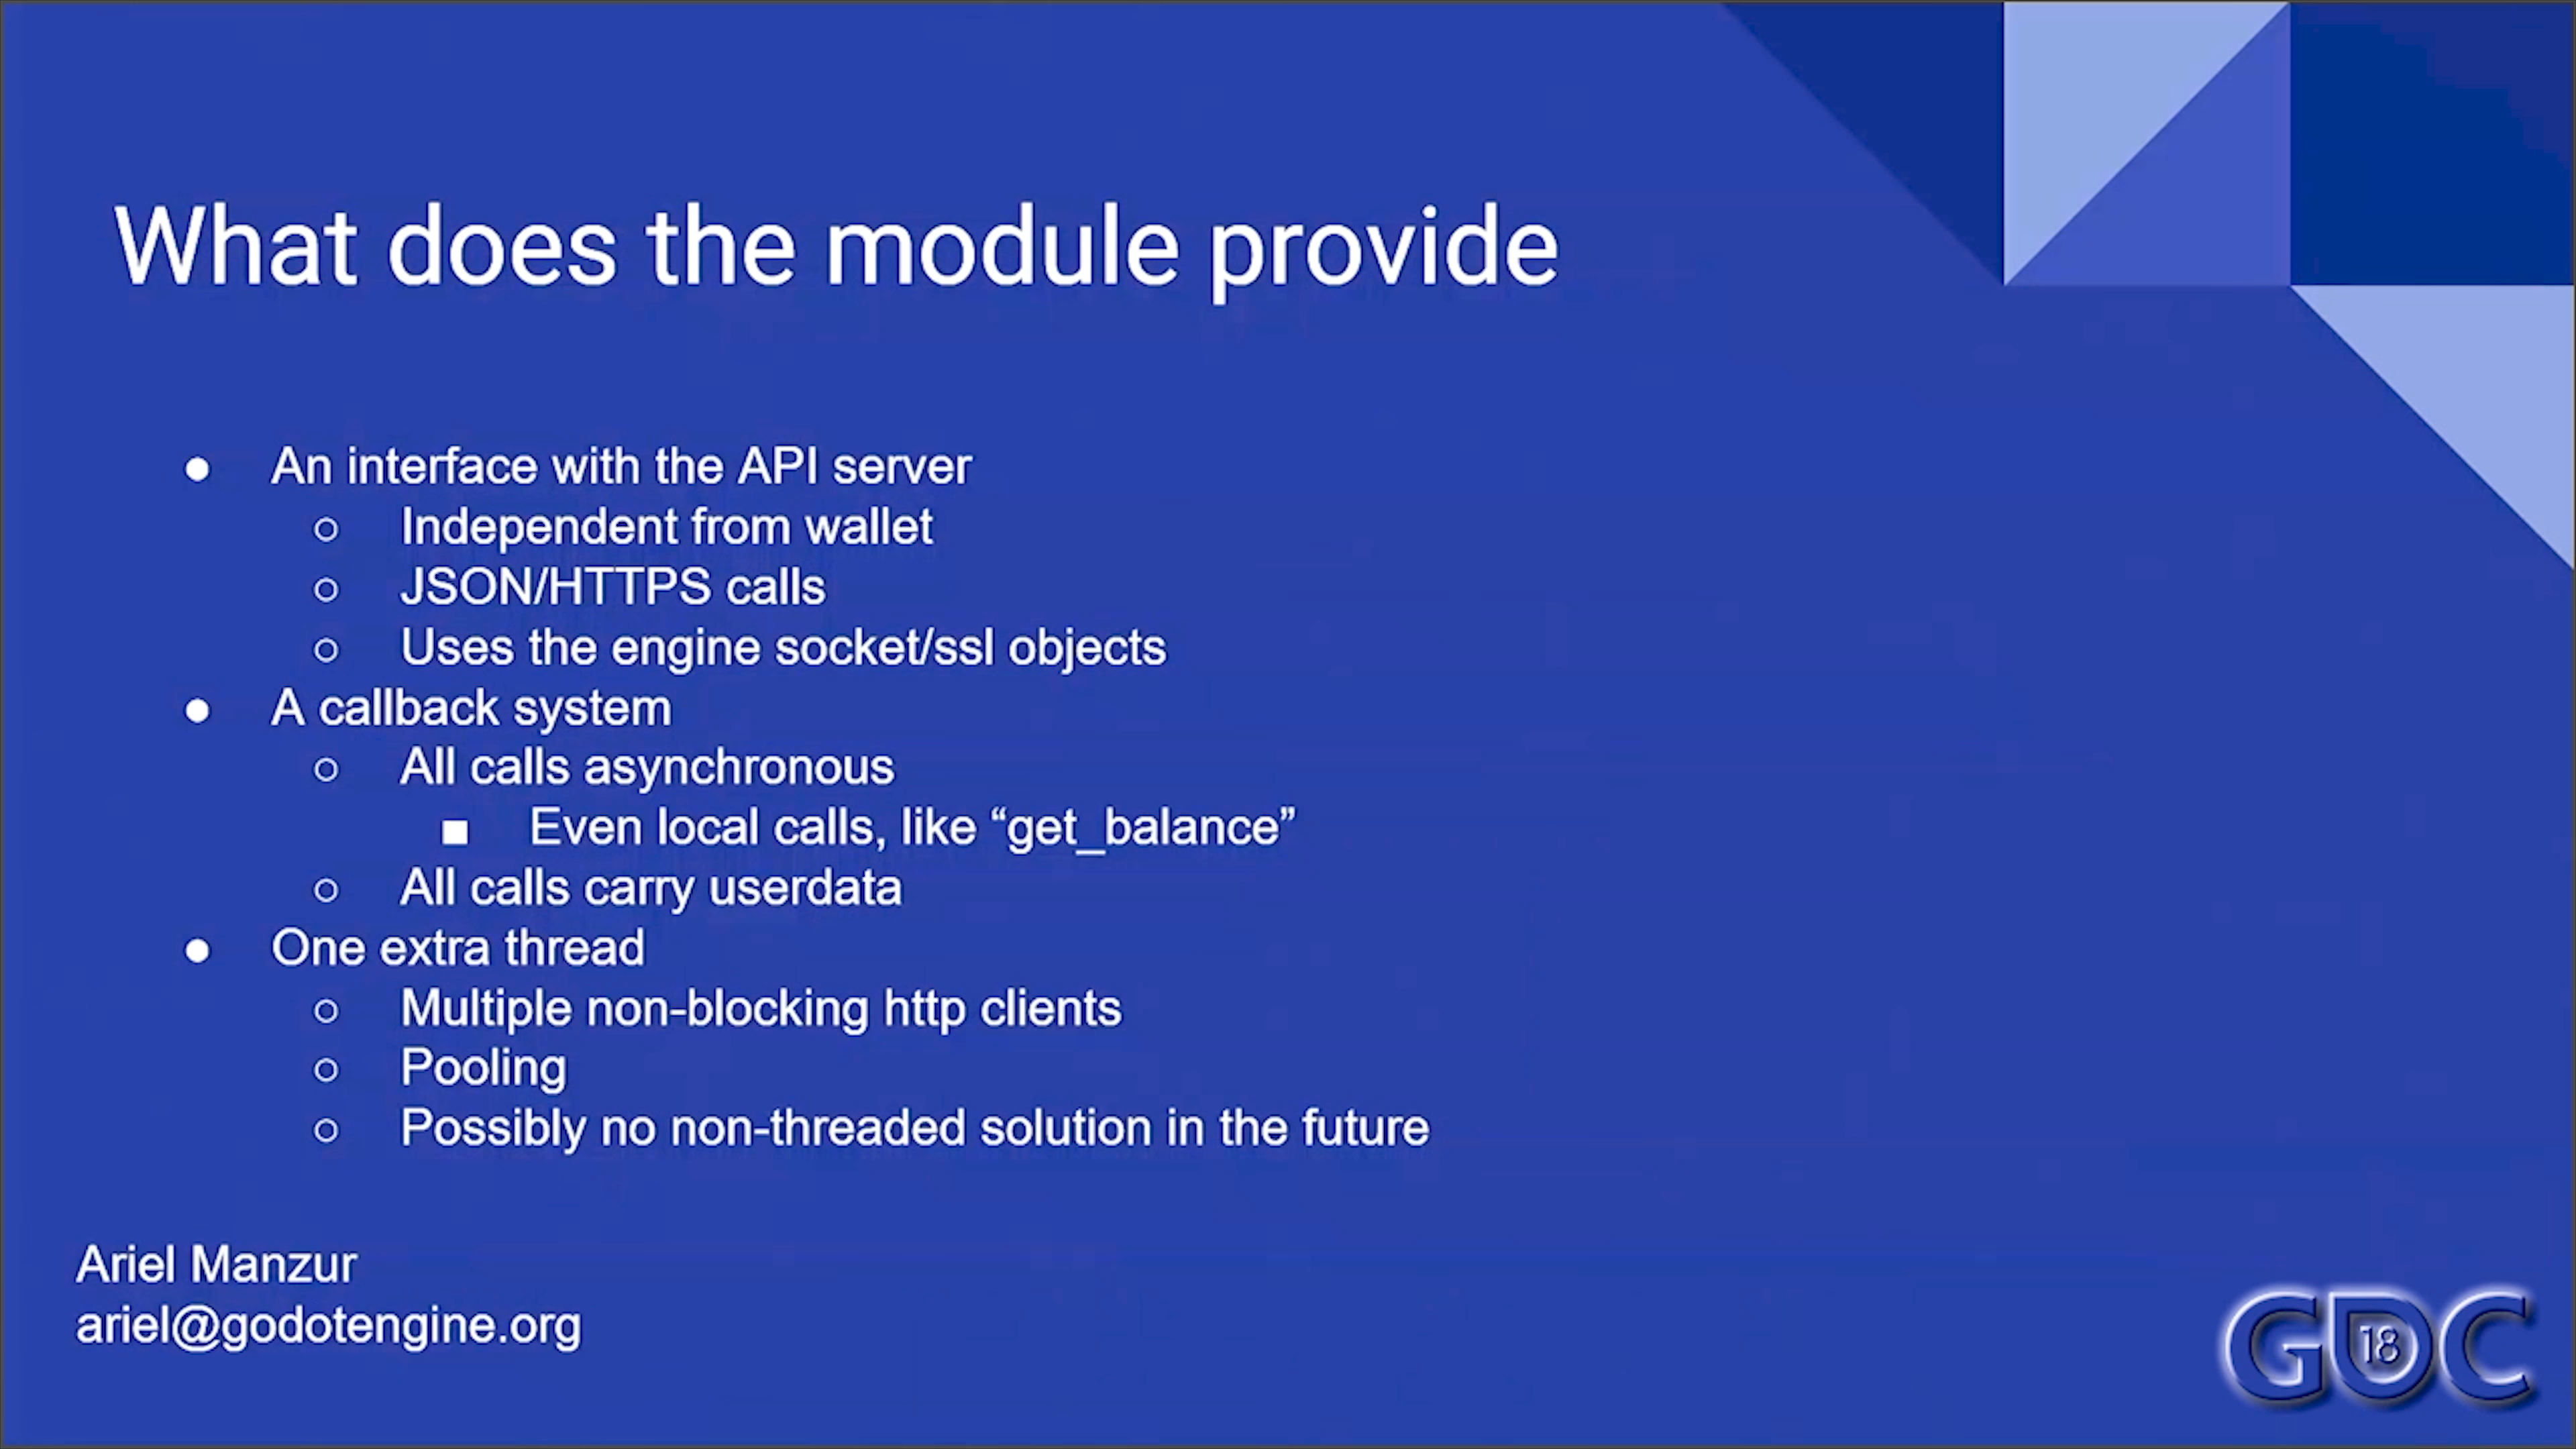 What does the module provide
● An interface with the API server
○ Independent from wallet
○ JSON/HTTPS calls
○ Uses the engine socket/ssl objects
● A callback system
○ All calls asynchronous
■ Even local calls, like “get_balance”
○ All calls carry userdata
● One extra thread
○ Multiple non-blocking http clients
○ Pooling
○ Possibly no non-threaded solution in the future
Ariel Manzur
ariel@godotengine.org
GDC
18